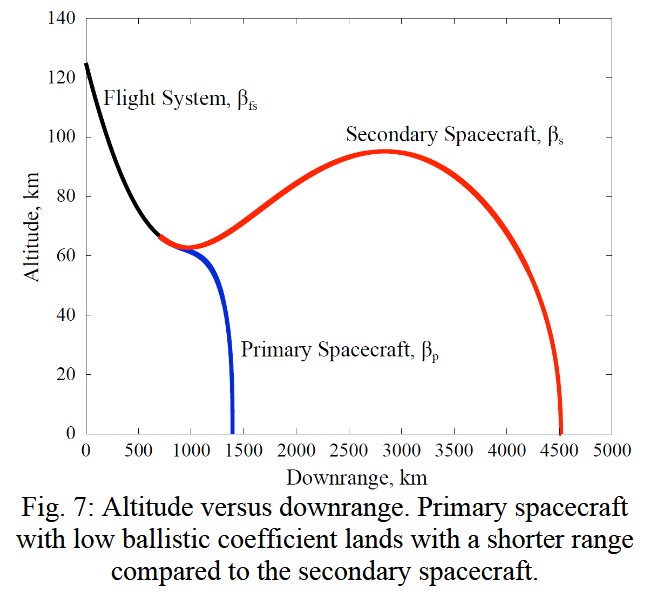 140
120
100
80
60
40
20
0
Altitude, km
Flight System, βfs
Secondary Spacecraft, βs
Primary Spacecraft, βp
0 500 1000 1500 2000 2500 3000 3500 4000 4500 5000
Downrange, km
Fig. 7: Altitude versus downrange. Primary spacecraft
with low ballistic coefficient lands with a shorter range
compared to the secondary spacecraft.